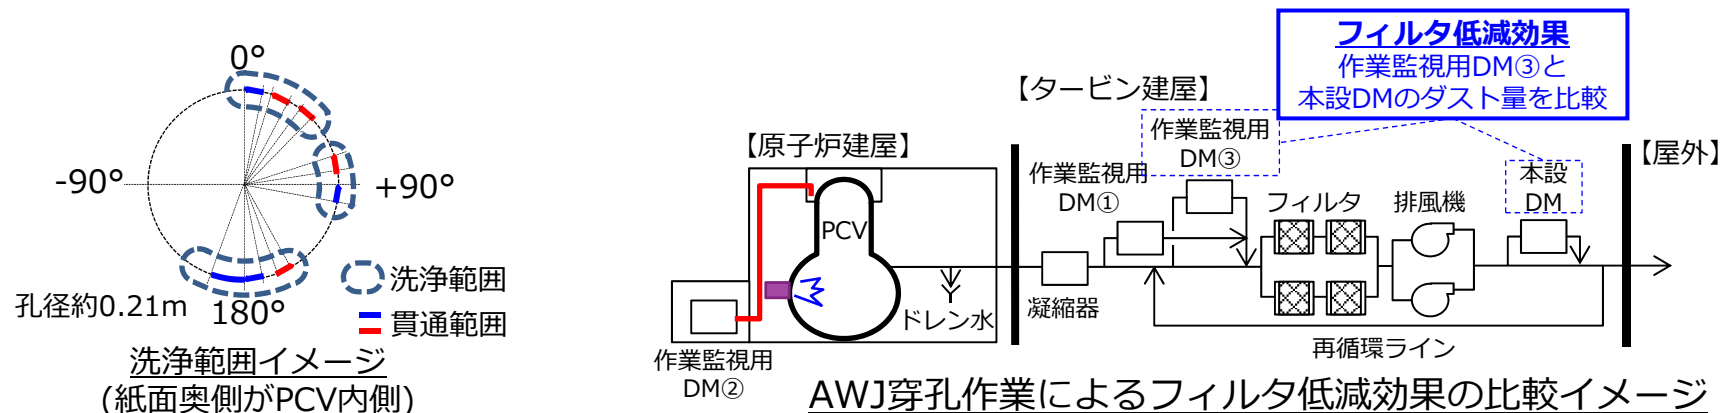 0°
-90°
+90°
180°
孔径約0.21m
洗浄範囲
貫通範囲
洗浄範囲イメージ
(紙面奥側がPCV内側)
フィルタ低減効果
作業監視用DM③と
本設DMのダスト量を比較
【タービン建屋】
【原子炉建屋】
【屋外】
作業監視用
DM③
作業監視用
DM①
本設
DM
フィルタ
排風機
PCV
ドレン水
凝縮器
再循環ライン
作業監視用
DM②
AWJ穿孔作業によるフィルタ低減効果の比較イメージ